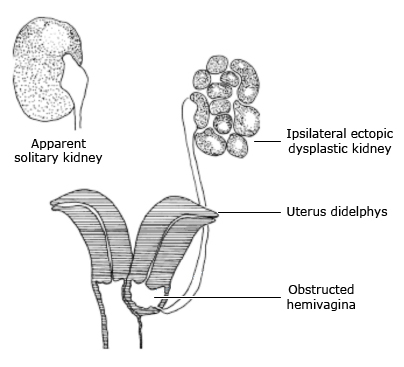 Apparent
solitary kidney
Ipsilateral ectopic
dysplastic kidney
Uterus didelphys
Obstructed
hemivagina